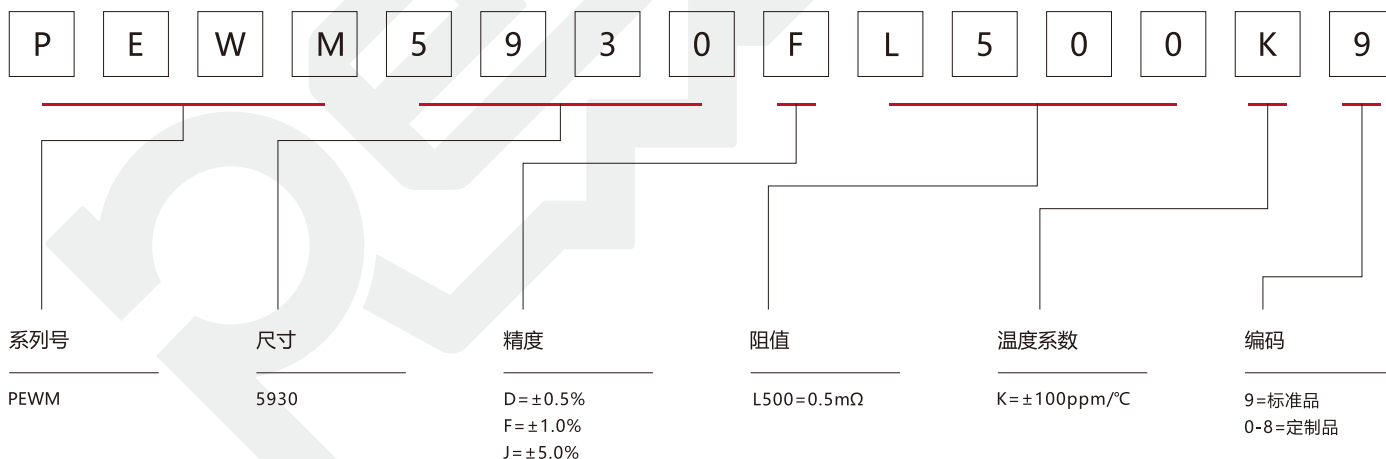 P E W M 5 9 3 0 F L 5 0 0 K 9
系列号 尺寸 精度 阻值 温度系数 编码
PEWM 5930 D=±0.5% L500=0.5mΩ K=±100ppm/℃ 9=标准品
F=±1.0% 0-8=定制品
J=±5.0%